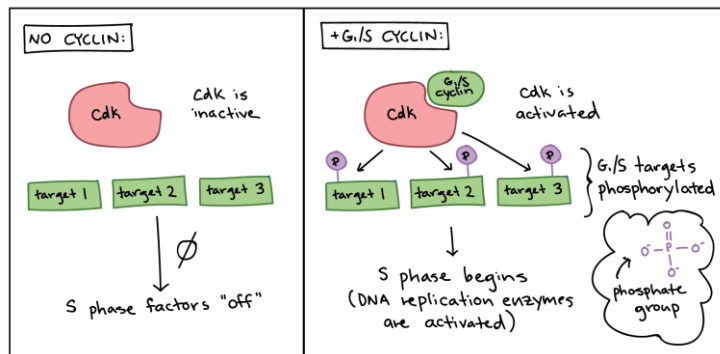 NO CYCLIN:
Cdk
Cdk is
inactive
target 1
target 2
target 3
Ø
S phase factors "off"
+G1/S CYCLIN:
G1/S
cyclin
Cdk
Cdk is
activated
P
P
P
target 1
target 2
target 3
G1/S targets
phosphorylated
S phase begins
(DNA replication enzymes
are activated)
O
O⁻ P O⁻
O⁻
phosphate
group